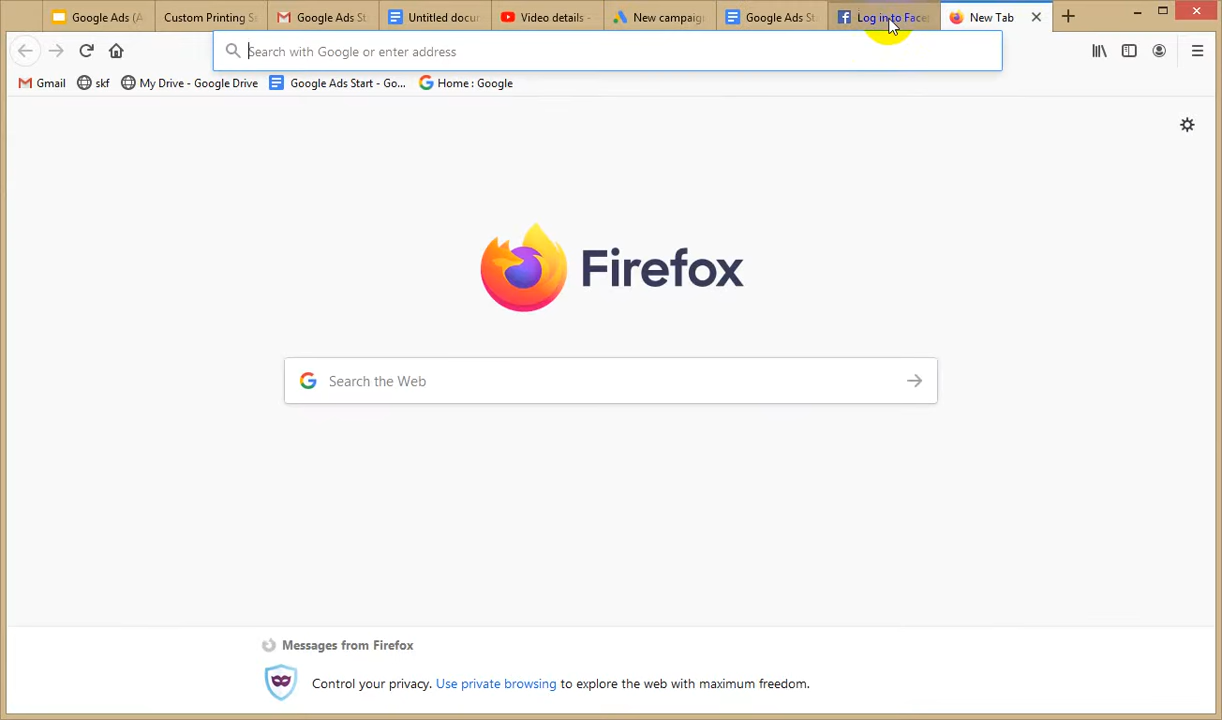 Google Ads (A
Custom Printing S
Google Ads St
Untitled docu
Video details -
New campaig
Google Ads St
Log in to Face
New Tab
Search with Google or enter address
Gmail
skf
My Drive - Google Drive
Google Ads Start - Go...
Home : Google
Firefox
Search the Web
Messages from Firefox
Control your privacy. Use private browsing to explore the web with maximum freedom.